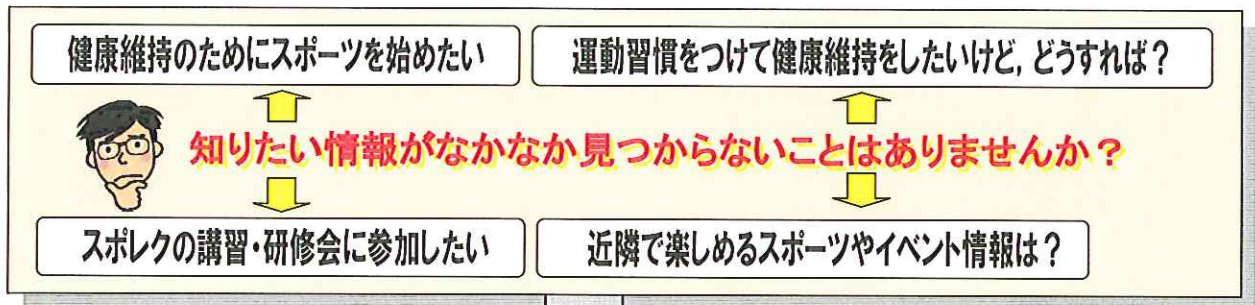 健康維持のためにスポーツを始めたい
運動習慣をつけて健康維持をしたいけど,どうすれば?
知りたい情報がなかなか見つからないことはありませんか?
スポレクの講習・研修会に参加したい
近隣で楽しめるスポーツやイベント情報は?